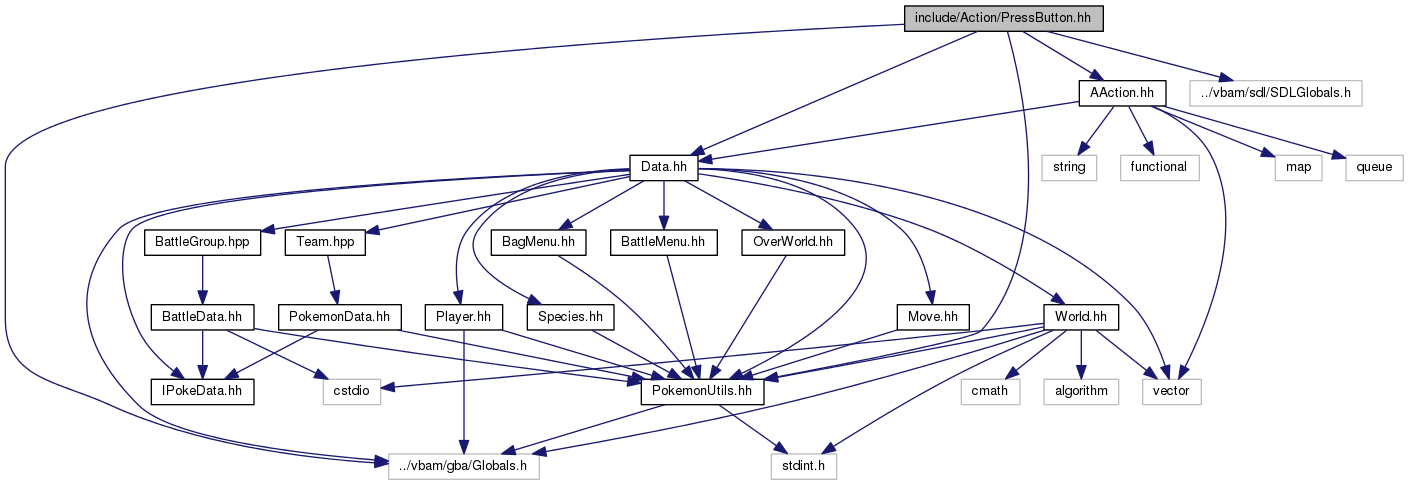 include/Action/PressButton.hh
AAction.hh
../vbam/sdl/SDLGlobals.h
Data.hh
string
functional
map
queue
BattleGroup.hpp
Team.hpp
BagMenu.hh
BattleMenu.hh
OverWorld.hh
BattleData.hh
PokemonData.hh
Player.hh
Species.hh
Move.hh
World.hh
IPokeData.hh
cstdio
PokemonUtils.hh
cmath
algorithm
vector
../vbam/gba/Globals.h
stdint.h